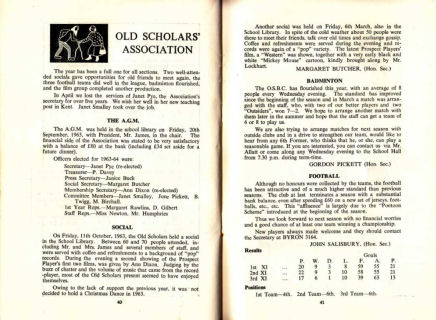 OLD SCHOLARS'
ASSOCIATION
The year has been a full one for all sections. Two well-atten-
ded socials gave opportunities for old friends to meet again, the
three football teams did well in the league, badminton flourished,
and the film group completed another production.
In April we lost the services of Janet Pye, the Association's
secretary for over five years. We wish her well in her new teaching
post in Kent. Janet Smalley took over the job.
THE A.G.M.
The A.G.M. was held in the school library on Friday, 20th
September, 1963, with President, Mr. James, in the chair. The
financial side of the Association was stated to be very satisfactory
with a balance of £50 at the bank (including £34 set aside for a
future dinner).
Officers elected for 1963-64 were:
Secretary—Janet Pye (re-elected)
Treasurer—P. Davey
Press Secretary—Janice Buck
Social Secretary—Margaret Butcher
Membership Secretary—Ann Dixon (re-elected)
Committee Members—Janet Smalley, June Pickett, B.
Twigg, M. Birchall.
1st Year Reps.—Margaret Rawlins, D. Gilbert
Staff Reps.—Miss Newton, Mr. Humphries
SOCIAL
On Friday, 11th October, 1963, the Old Scholars held a social
in the School Library. Between 60 and 70 people attended, in-
cluding Mr. and Mrs. James and several members of staff, and
were served with coffee and refreshments to a background of "pop"
records. During the evening a second showing of the Prospect
Player's first two films, was given by Ann Dixon. Judging by the
buzz of chatter and the volume of music that came from the record
-player, most of the Old Scholars present seemed to have enjoyed
themselves.
Owing to the lack of support the previous year, it was not
decided to hold a Christmas Dance in 1963.
40
Another social was held on Friday, 6th March, also in the
School Library. In spite of the cold weather about 50 people were
there to meet their friends, talk over old times and exchange gossip.
Coffee and refreshments were served during the evening and re-
cords were again of a "pop" variety. The latest Prospect Players'
film, a "Western" was shown, together with a very early black and
white "Mickey Mouse" cartoon, kindly brought along by Mr.
Lockhart.
MARGARET BUTCHER. (Hon. Sec.)
BADMINTON
The O.S.B.C. has flourished this year, with an average of 8
people every Wednesday evening. The standard has improved
since the beginning of the season and in March a match was arran-
ged with the staff, who, with two of our better players and two
"Outsiders", won 7—2. We hope to arrange another match with
them later in the summer and hope that the staff can get a team of
6 or 8 to play us.
We are also trying to arrange matches for next season with
outside clubs and in a drive to strengthen our team, would like to
hear from any Old Former, who thinks that he, or she, can play a
reasonable game. If you are interested, you can contact us via Mr.
Allatt or come along any Wednesday evening to the School Hall
from 7.30 p.m. during term-time.
GORDON PICKETT (Hon. Sec.)
FOOTBALL
Although no honours were collected by the teams, the football
has been attractive and of a much higher standard than previous
seasons. The club at last terminates a season with a substantial
bank balance, even after spending £60 on a new set of jerseys, foot-
balls, etc., etc. This "affluence" is largely due to the "Pontoon
Scheme" introduced at the beginning of the season.
Thus we look forward to next season with no financial worries
and a good chance of at least one team winning a championship.
New players always made welcome and they should contact
the Secretary at BYRON 3164.
JOHN SALISBURY. (Hon. Sec.)
Results
Goals
P. W. D. L. F. A. P.
1st XI ... 20 9 3 8 59 55 21
2nd XI ... 22 9 3 10 58 55 21
3rd XI ... 17 6 1 10 39 63 13
Positions
1st Team—4th. 2nd Team—6th. 3rd Team—4th.
41